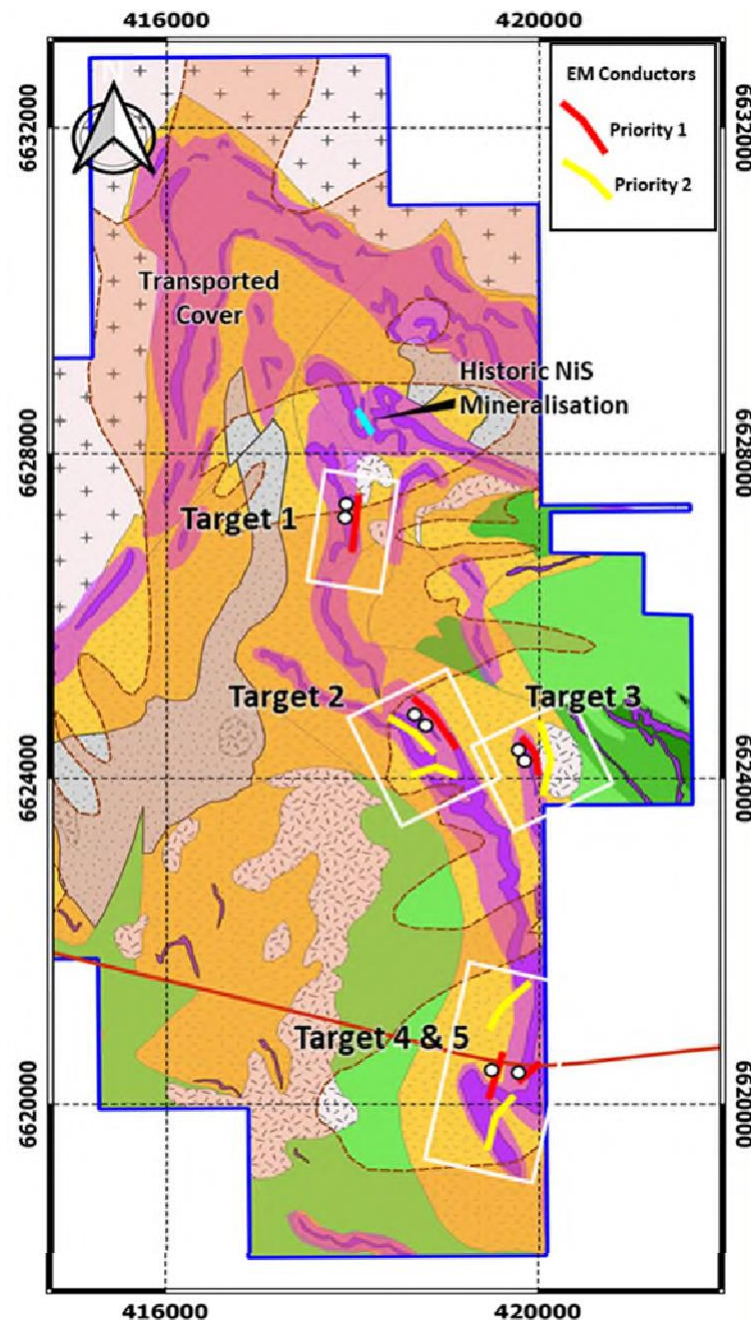 416000
420000
EM Conductors
Priority 1
Priority 2
6632000
6632000
Transported
Cover
Historic NiS
Mineralisation
6628000
6628000
Target 1
Target 2
Target 3
6624000
6624000
Target 4 & 5
6620000
6620000
416000
420000